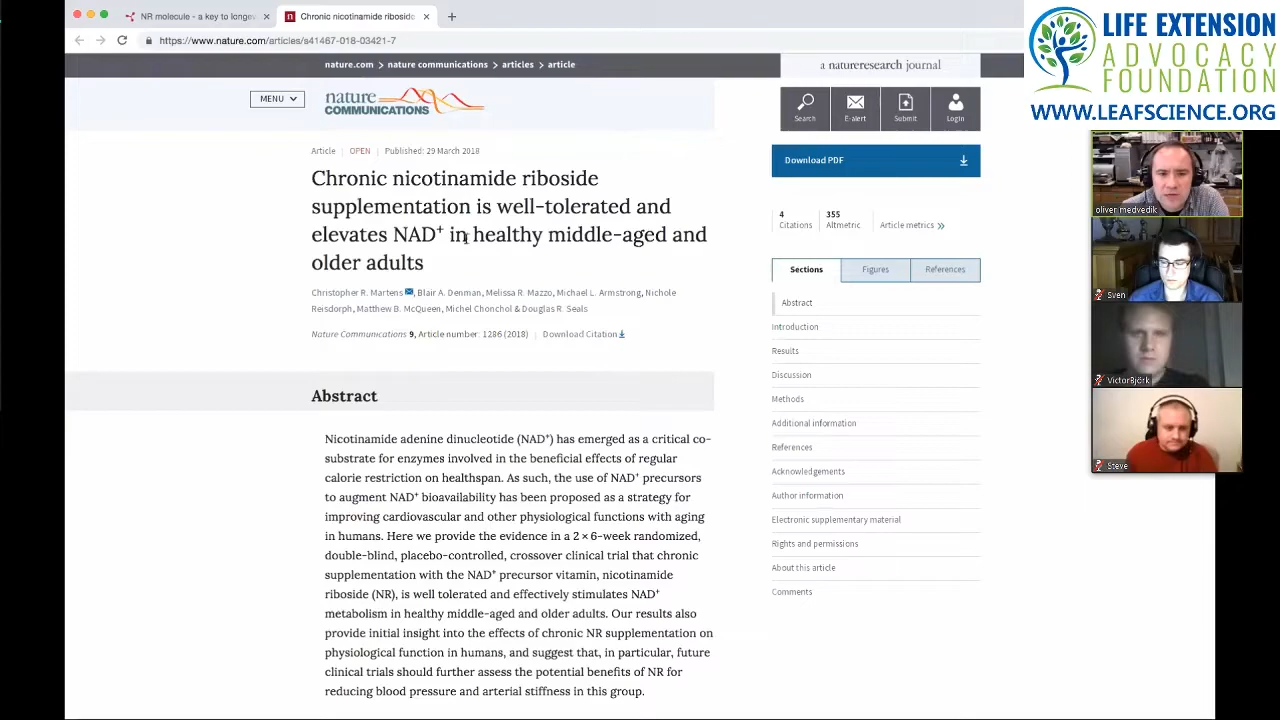 NR molecule - a key to longe
Chronic nicotinamide riboside
https://www.nature.com/articles/s41467-018-03421-7
nature.com > nature communications > articles > article
a natureresearch journal
MENU
nature
COMMUNICATIONS
Search
E-alert
Submit
Login
Article | OPEN | Published: 29 March 2018
Chronic nicotinamide riboside
supplementation is well-tolerated and
elevates NAD+ in healthy middle-aged and
older adults
Christopher R. Martens, Blair A. Denman, Melissa R. Mazzo, Michael L. Armstrong, Nichole
Reisdorph, Matthew B. McQueen, Michel Chonchol & Douglas R. Seals
Nature Communications 9, Article number: 1286 (2018) | Download Citation
Abstract
Nicotinamide adenine dinucleotide (NAD+) has emerged as a critical co-
substrate for enzymes involved in the beneficial effects of regular
calorie restriction on healthspan. As such, the use of NAD+ precursors
to augment NAD+ bioavailability has been proposed as a strategy for
improving cardiovascular and other physiological functions with aging
in humans. Here we provide the evidence in a 2 × 6-week randomized,
double-blind, placebo-controlled, crossover clinical trial that chronic
supplementation with the NAD+ precursor vitamin, nicotinamide
riboside (NR), is well tolerated and effectively stimulates NAD+
metabolism in healthy middle-aged and older adults. Our results also
provide initial insight into the effects of chronic NR supplementation on
physiological function in humans, and suggest that, in particular, future
clinical trials should further assess the potential benefits of NR for
reducing blood pressure and arterial stiffness in this group.
Download PDF
4
Citations
355
Altmetric
Article metrics »
Sections
Figures
References
Abstract
Introduction
Results
Discussion
Methods
Additional information
References
Acknowledgements
Author information
Electronic supplementary material
Rights and permissions
About this article
Comments
LIFE EXTENSION
ADVOCACY
FOUNDATION
WWW.LEAFSCIENCE.ORG
oliver medvedik
Sven
VictorBjörk
Steve